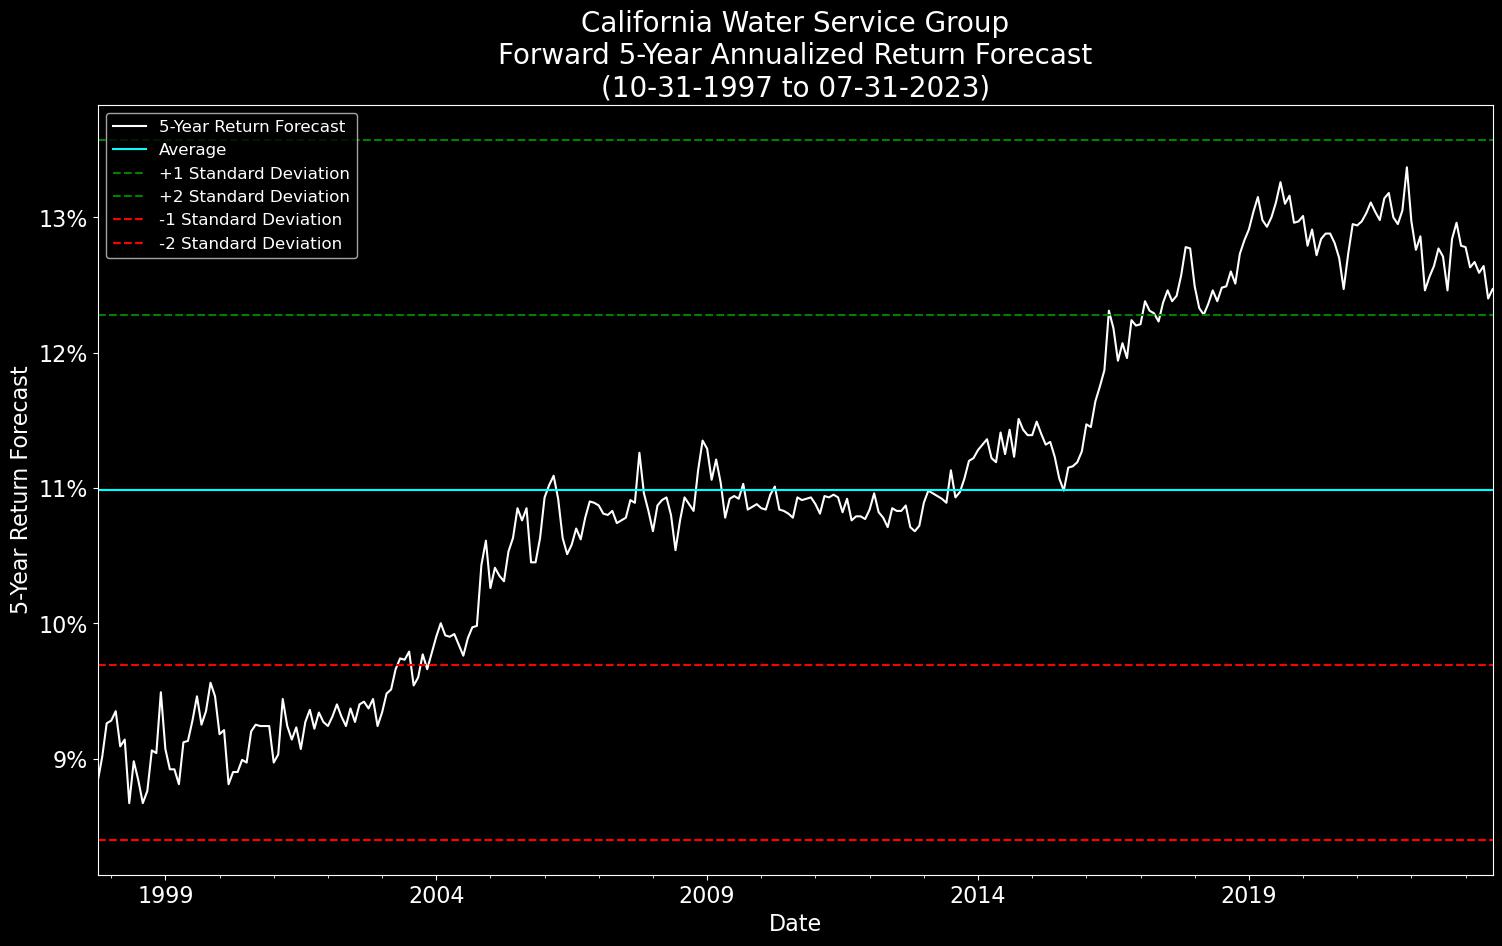 California Water Service Group
Forward 5-Year Annualized Return Forecast
(10-31-1997 to 07-31-2023)
5-Year Return Forecast
Average
+1 Standard Deviation
+2 Standard Deviation
-1 Standard Deviation
-2 Standard Deviation
13%
12%
11%
10%
9%
5-Year Return Forecast
1999
2004
2009
2014
2019
Date